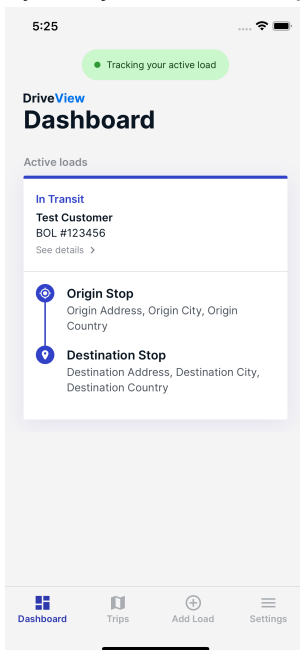 5:25
Tracking your active load
DriveView
Dashboard
Active loads
In Transit
Test Customer
BOL #123456
See details
Origin Stop
Origin Address, Origin City, Origin
Country
Destination Stop
Destination Address, Destination City,
Destination Country
Dashboard Trips Add Load Settings